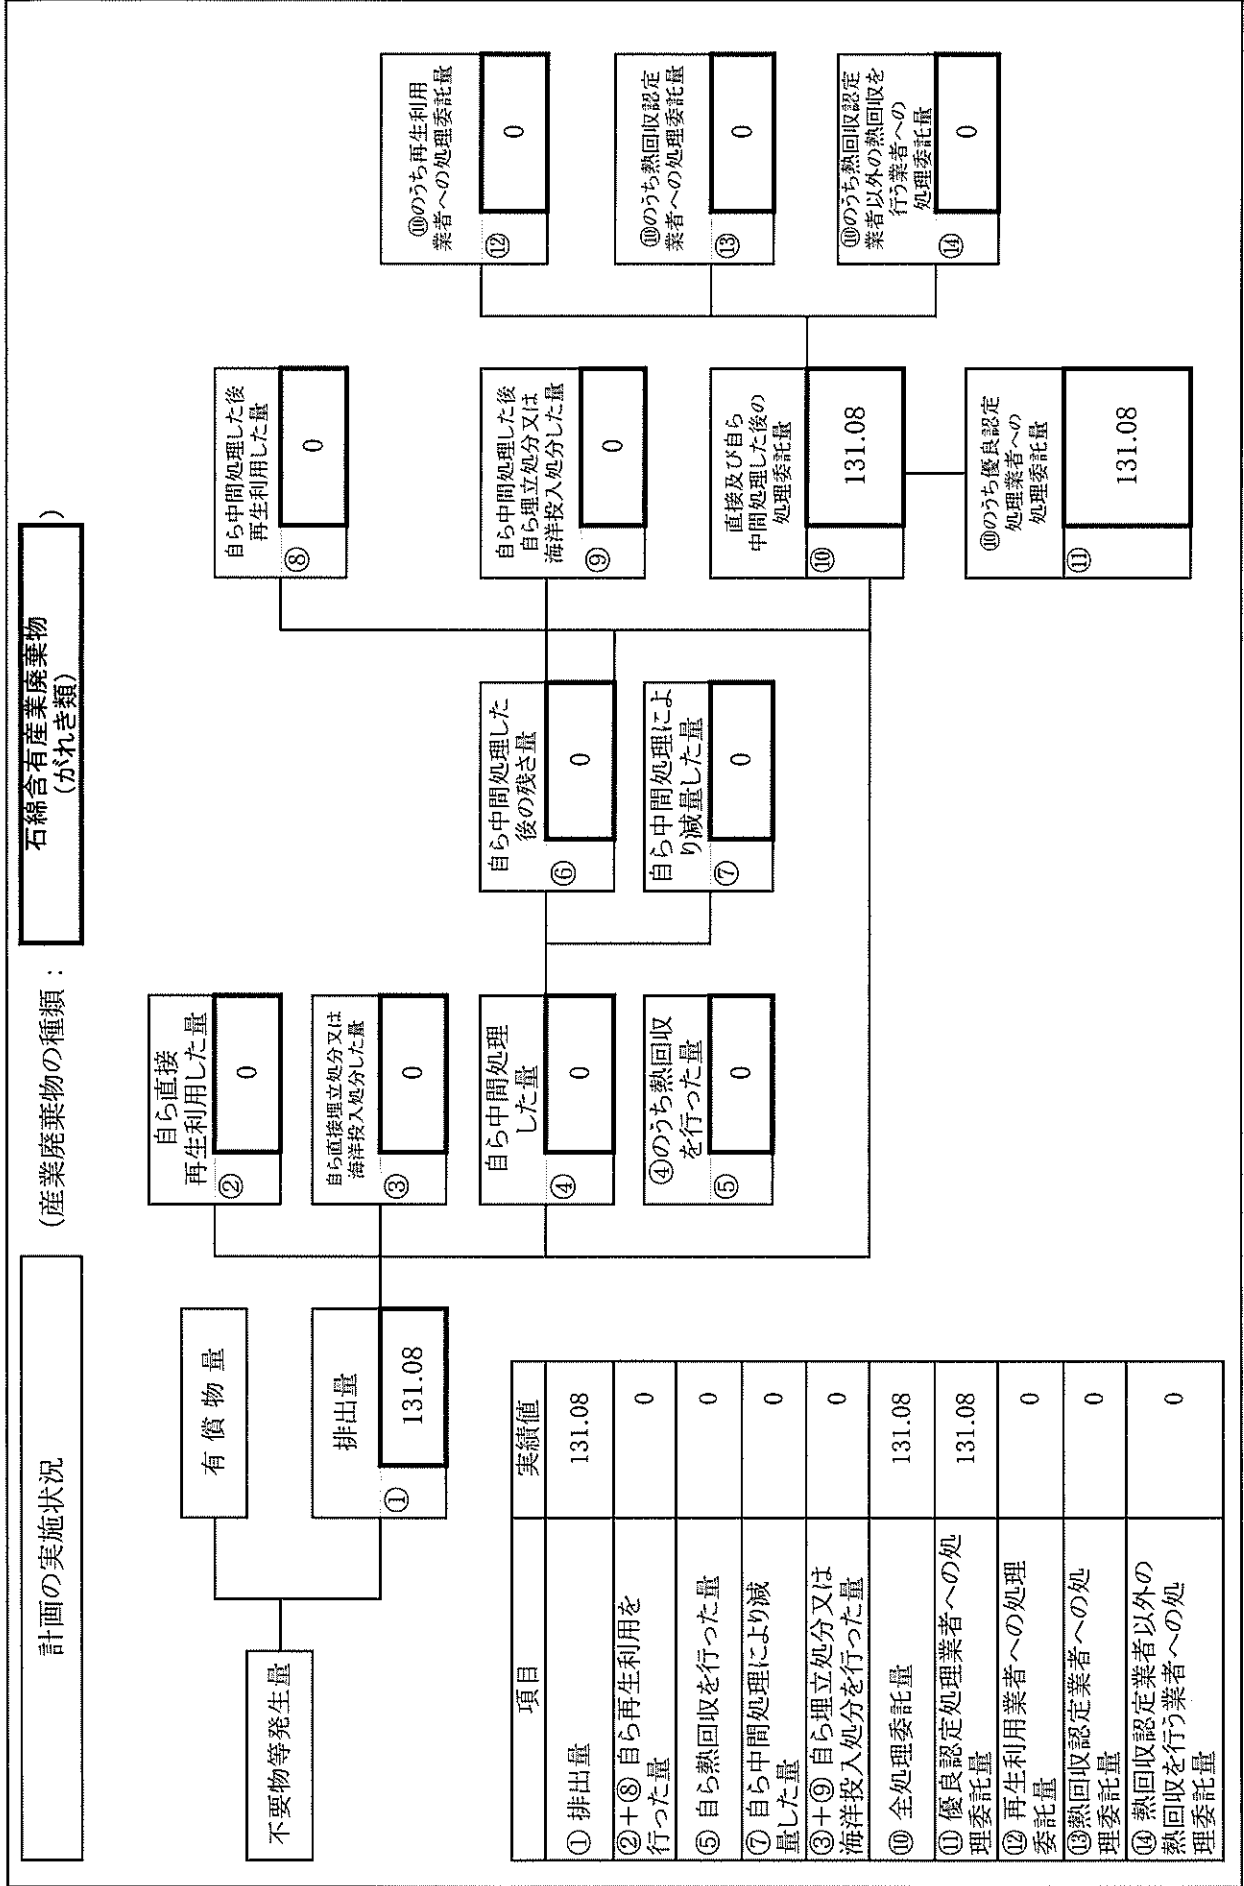 計画の実施状況
(産業廃棄物の種類：
石綿含有産業廃棄物
(がれき類)
)
不要物等発生量
有償物量
排出量
①
131.08
自ら直接
再生利用した量
②
0
自ら直接埋立処分又は
海洋投入処分した量
③
0
自ら中間処理
した量
④
0
④のうち熱回収
を行った量
⑤
0
自ら中間処理した
後の残さ量
⑥
0
自ら中間処理によ
り減量した量
⑦
0
自ら中間処理した後
再生利用した量
⑧
0
自ら中間処理した後
自ら埋立処分又は
海洋投入処分した量
⑨
0
直接及び自ら
中間処理した後の
処理委託量
⑩
131.08
⑩のうち優良認定
処理業者への
処理委託量
⑪
131.08
⑩のうち再生利用
業者への処理委託量
⑫
0
⑩のうち熱回収認定
業者への処理委託量
⑬
0
⑩のうち熱回収認定
業者以外の熱回収を
行う業者への
処理委託量
⑭
0
項目 実績値
① 排出量 131.08
②＋⑧ 自ら再生利用を
行った量 0
⑤ 自ら熱回収を行った量 0
⑦ 自ら中間処理により減
量した量 0
③＋⑨ 自ら埋立処分又は
海洋投入処分を行った量 0
⑩ 全処理委託量 131.08
⑪ 優良認定処理業者への処
理委託量 131.08
⑫ 再生利用業者への処理
委託量 0
⑬熱回収認定業者への処
理委託量 0
⑭ 熱回収認定業者以外の
熱回収を行う業者への処
理委託量 0